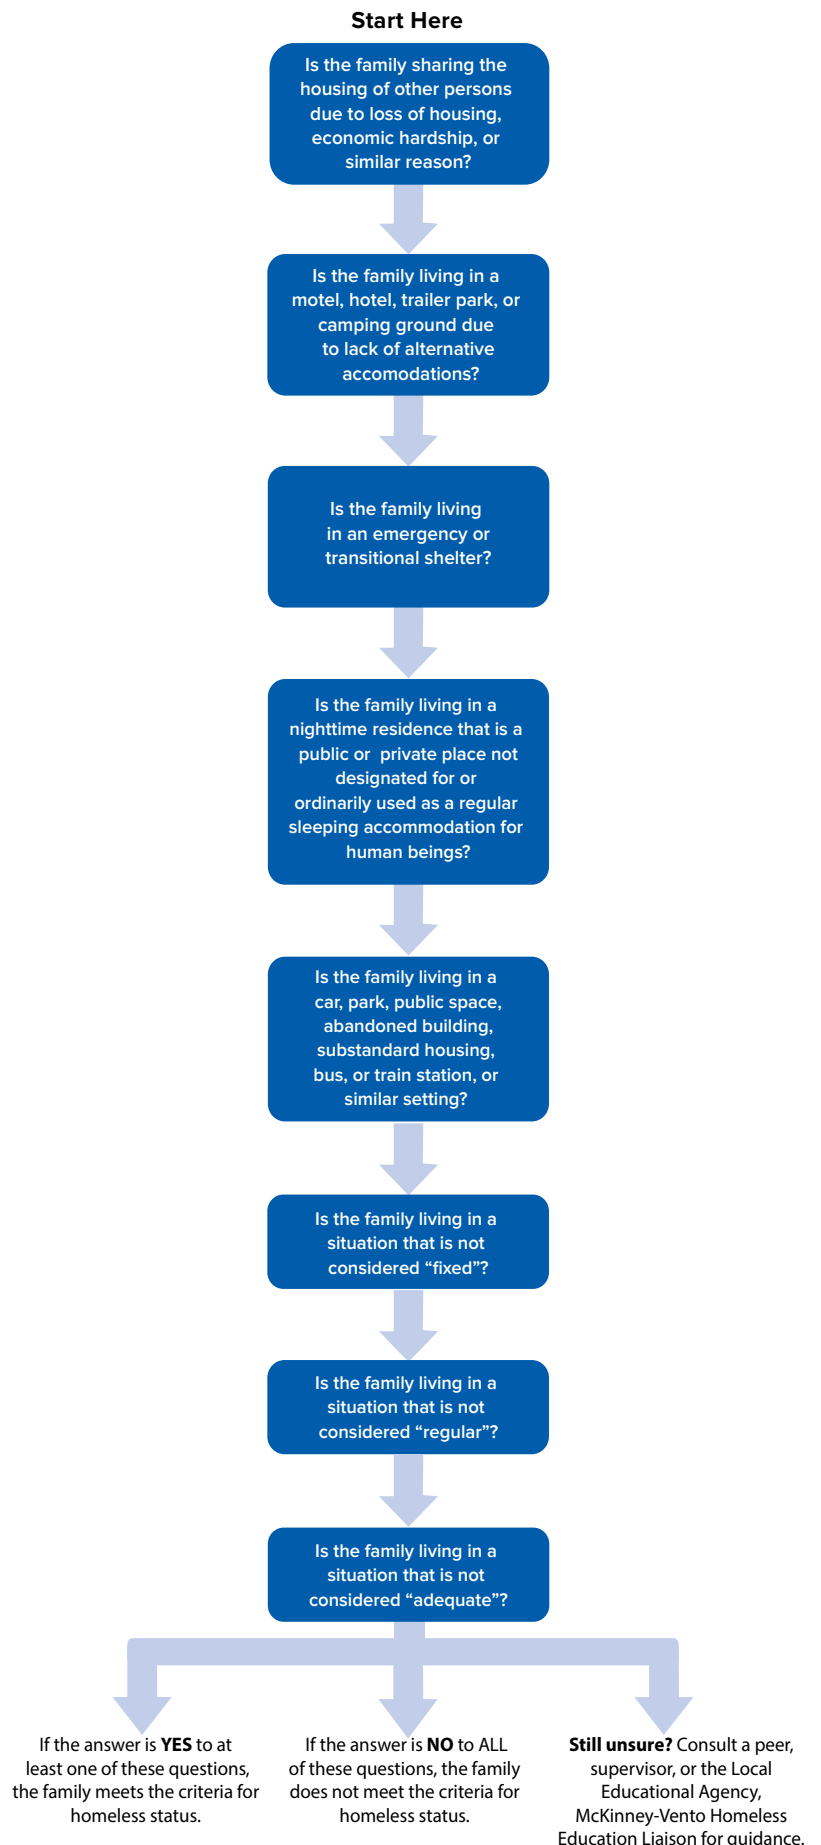 Start Here
Is the family sharing the
housing of other persons
due to loss of housing,
economic hardship, or
similar reason?
Is the family living in a
motel, hotel, trailer park, or
camping ground due
to lack of alternative
accomodations?
Is the family living
in an emergency or
transitional shelter?
Is the family living in a
nighttime residence that is a
public or private place not
designated for or
ordinarily used as a regular
sleeping accommodation for
human beings?
Is the family living in a
car, park, public space,
abandoned building,
substandard housing,
bus, or train station, or
similar setting?
Is the family living in a
situation that is not
considered “fixed”?
Is the family living in a
situation that is not
considered “regular”?
Is the family living in a
situation that is not
considered “adequate”?
If the answer is YES to at
least one of these questions,
the family meets the criteria for
homeless status.
If the answer is NO to ALL
of these questions, the family
does not meet the criteria for
homeless status.
Still unsure? Consult a peer,
supervisor, or the Local
Educational Agency,
McKinney-Vento Homeless
Education Liaison for guidance.